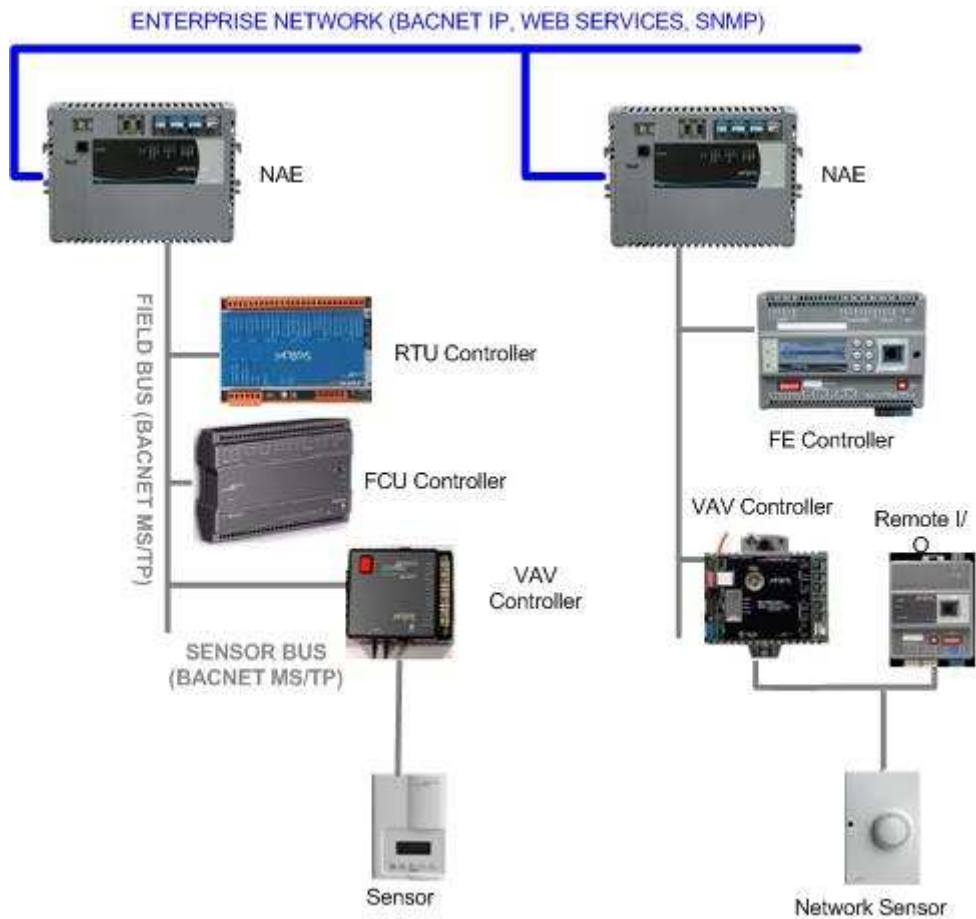 ENTERPRISE NETWORK (BACNET IP, WEB SERVICES, SNMP)
NAE
NAE
FIELD BUS (BACNET MS/TP)
RTU Controller
FE Controller
FCU Controller
VAV Controller
Remote I/
O
VAV
Controller
SENSOR BUS
(BACNET MS/TP)
Sensor
Network Sensor